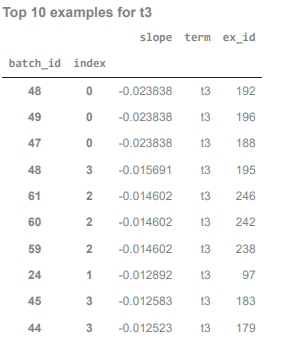 Top 10 examples for t3
slope term ex_id
batch_id index
48 0 -0.023838 t3 192
49 0 -0.023838 t3 196
47 0 -0.023838 t3 188
48 3 -0.015691 t3 195
61 2 -0.014602 t3 246
60 2 -0.014602 t3 242
59 2 -0.014602 t3 238
24 1 -0.012892 t3 97
45 3 -0.012583 t3 183
44 3 -0.012523 t3 179